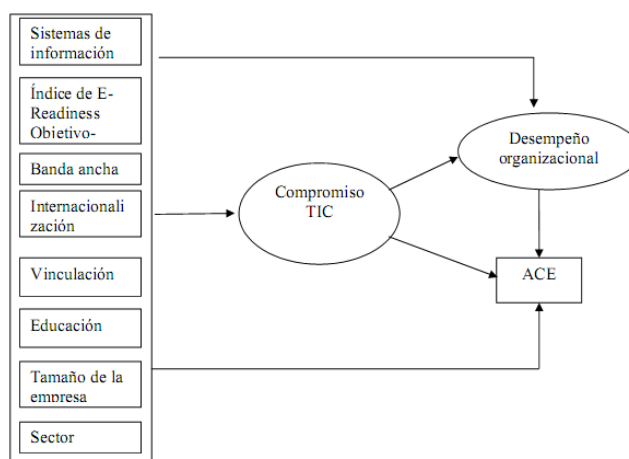 Sistemas de
información
Índice de E-
Readiness
Obietivo-
Banda ancha
Internacionali
zación
Vinculación
Educación
Tamaño de la
empresa
Sector
Compromiso
TIC
Desempeño
organizacional
ACE